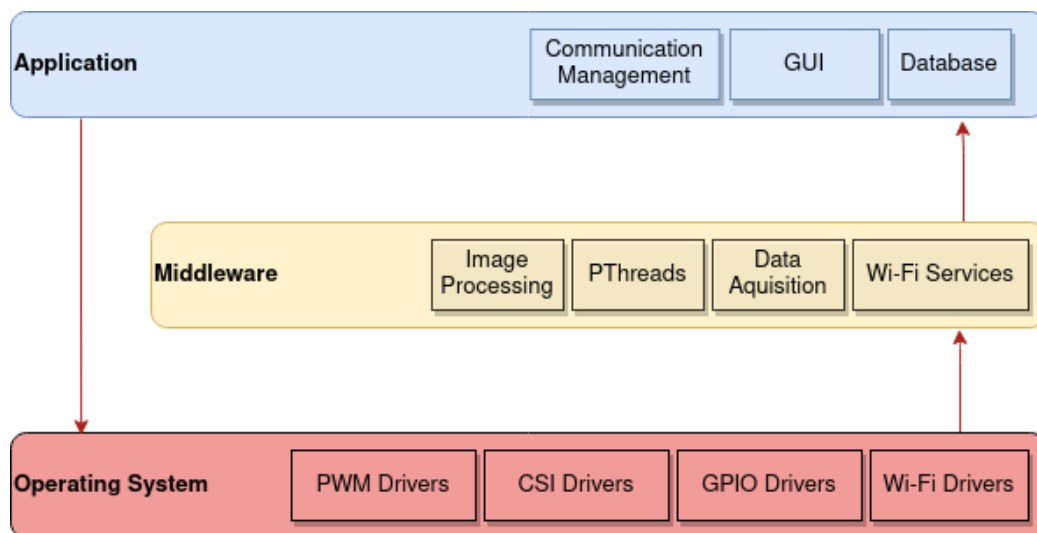 Application
Communication
Management
GUI
Database
Middleware
Image
Processing
PThreads
Data
Aquisition
Wi-Fi Services
Operating System
PWM Drivers
CSI Drivers
GPIO Drivers
Wi-Fi Drivers